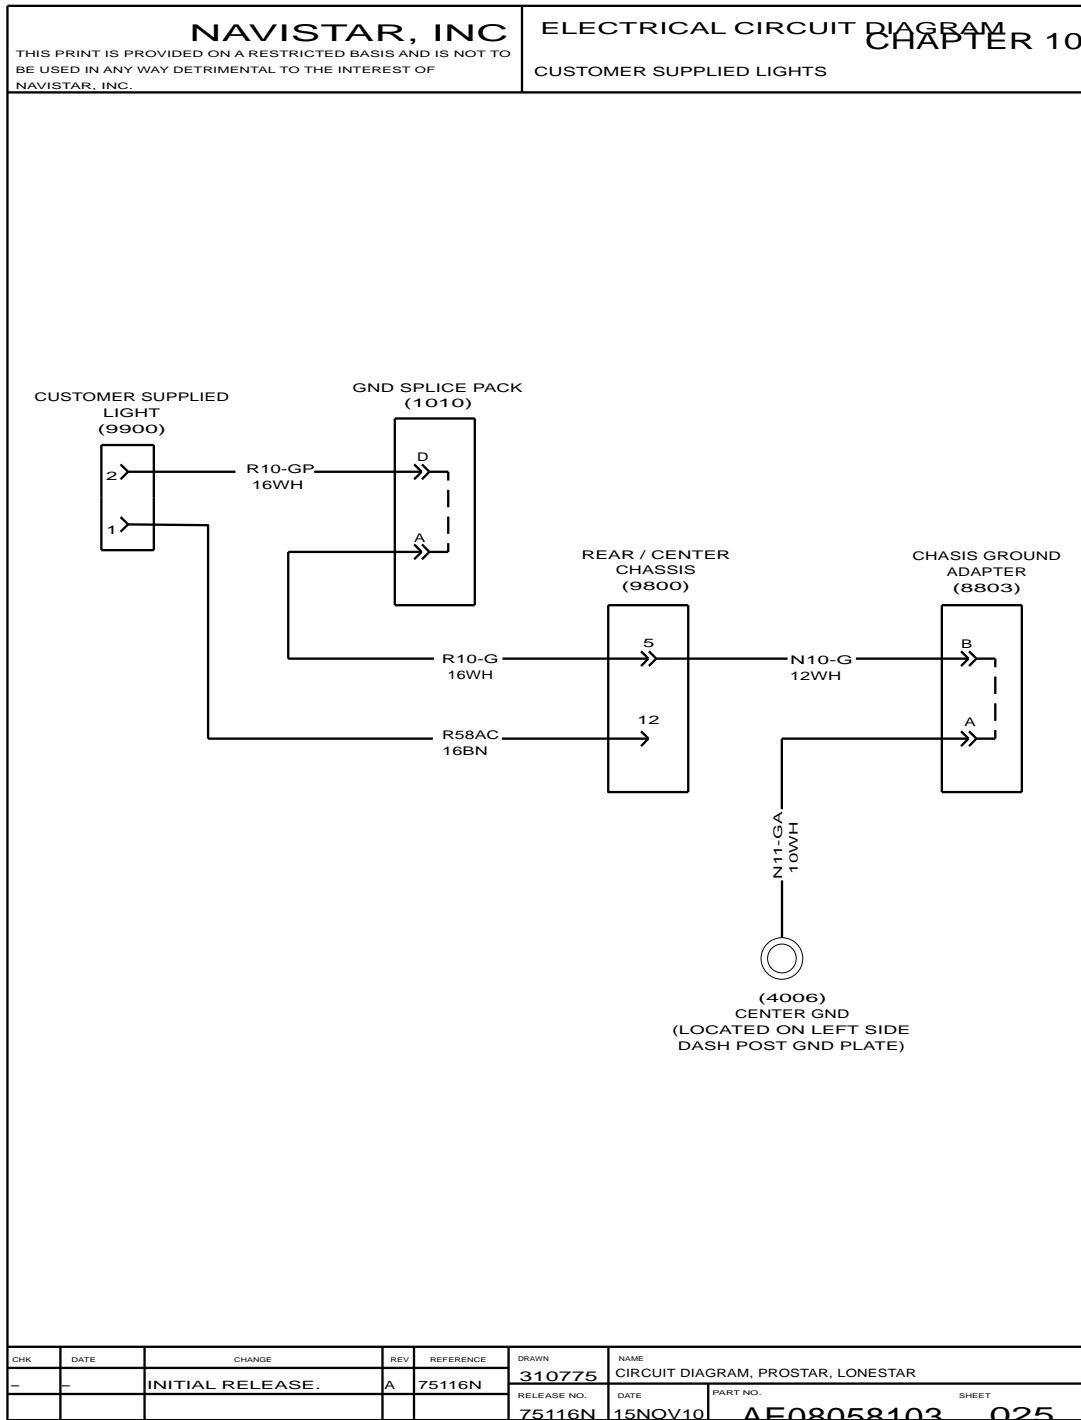 NAVISTAR, INC
THIS PRINT IS PROVIDED ON A RESTRICTED BASIS AND IS NOT TO
BE USED IN ANY WAY DETRIMENTAL TO THE INTEREST OF
NAVISTAR, INC.
ELECTRICAL CIRCUIT DIAGRAM
CHAPTER 10
CUSTOMER SUPPLIED LIGHTS
CUSTOMER SUPPLIED
LIGHT
(9900)
2
1
R10-GP
16WH
GND SPLICE PACK
(1010)
D
A
R10-G
16WH
R58AC
16BN
REAR / CENTER
CHASSIS
(9800)
5
12
N10-G
12WH
CHASIS GROUND
ADAPTER
(8803)
B
A
N11-GA
10WH
(4006)
CENTER GND
(LOCATED ON LEFT SIDE
DASH POST GND PLATE)
CHK DATE CHANGE REV REFERENCE
– – INITIAL RELEASE. A 75116N
DRAWN
310775
NAME
CIRCUIT DIAGRAM, PROSTAR, LONESTAR
RELEASE NO.
75116N
DATE
15NOV10
PART NO.
AE08058103
SHEET
025